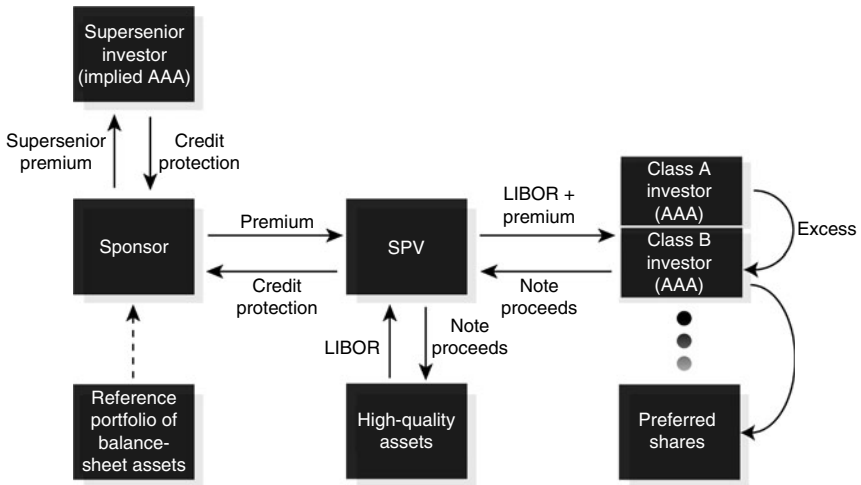 Supersenior
investor
(implied AAA)
Supersenior
premium
Credit
protection
Sponsor
Premium
Credit
protection
SPV
LIBOR +
premium
Note
proceeds
Class A
investor
(AAA)
Class B
investor
(AAA)
Excess
LIBOR
Note
proceeds
Reference
portfolio of
balance-
sheet assets
High-quality
assets
Preferred
shares